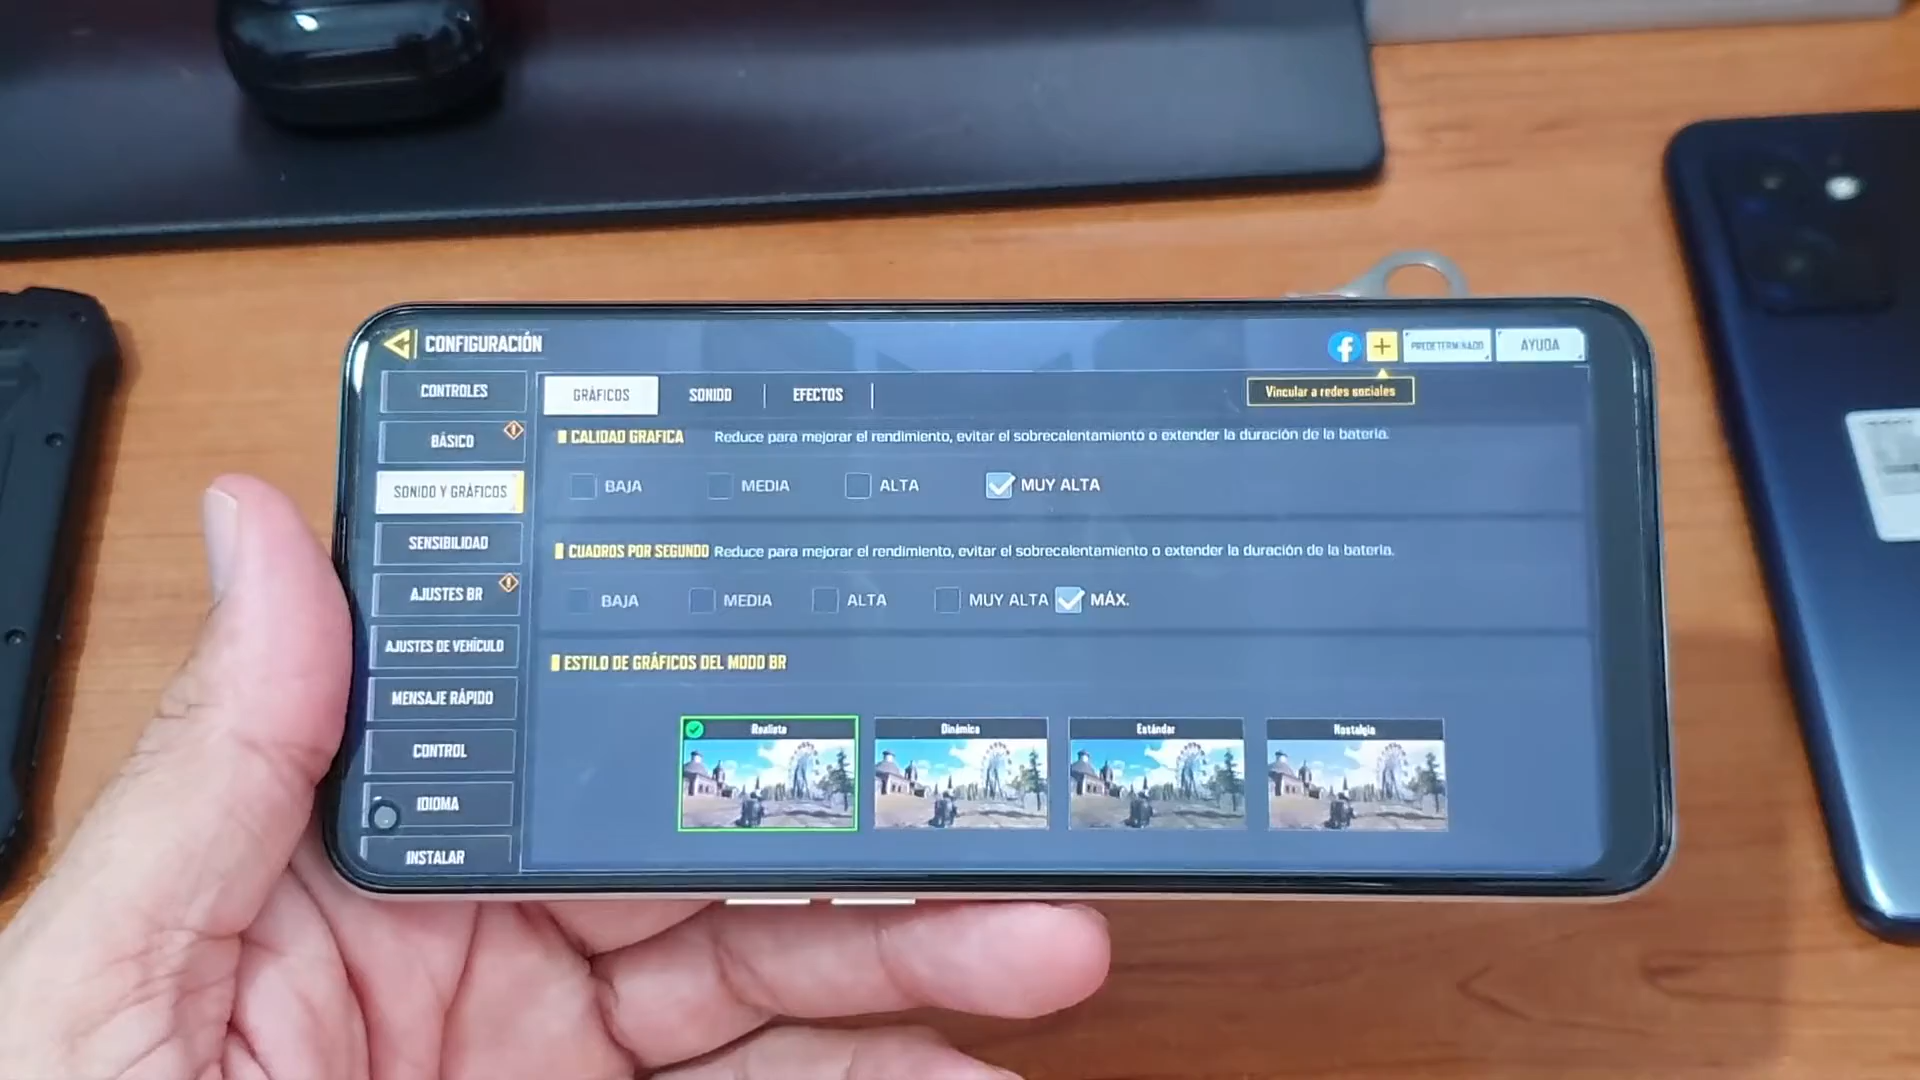 CONFIGURACIÓN
PREDETERMINADO
AYUDA
Vincular a redes sociales
CONTROLES
BÁSICO
SONIDO Y GRÁFICOS
SENSIBILIDAD
AJUSTES BR
AJUSTES DE VEHÍCULO
MENSAJE RÁPIDO
CONTROL
IDIOMA
INSTALAR
GRÁFICOS
SONIDO
EFECTOS
CALIDAD GRAFICA Reduce para mejorar el rendimiento, evitar el sobrecalentamiento o extender la duración de la batería.
BAJA MEDIA ALTA MUY ALTA
CUADROS POR SEGUNDO Reduce para mejorar el rendimiento, evitar el sobrecalentamiento o extender la duración de la batería.
BAJA MEDIA ALTA MUY ALTA MÁX.
ESTILO DE GRÁFICOS DEL MODO BR
Realista Dinámica Estándar Nostalgia